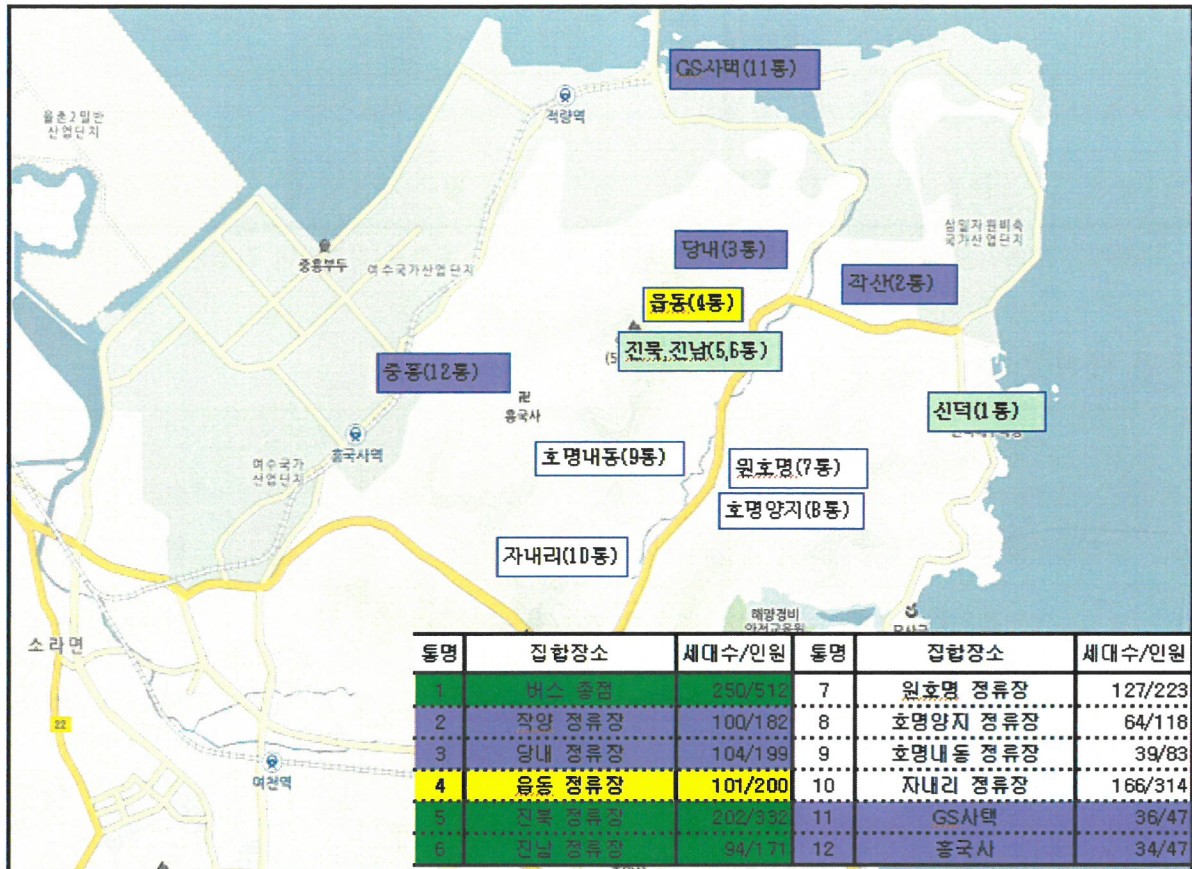 GS사택(11통)
적량역
율촌2일반
산업단지
삼일자원비축
국가산업단지
당내(3통)
중흥부두
여수국가산업단지
작산(2통)
읍동(4통)
진북,진남(5,6통)
중흥(12통)
흥국사
신덕(1통)
흥국사역
호명내동(9통)
원호명(7통)
여수국가
산업단지
호명양지(8통)
자내리(10통)
해양경비
안전교육원
소라면
22
여천역
통명 집합장소 세대수/인원 통명 집합장소 세대수/인원
1 버스 종점 250/512 7 원호명 정류장 127/223
2 작양 정류장 100/182 8 호명양지 정류장 64/118
3 당내 정류장 104/199 9 호명내동 정류장 39/83
4 읍동 정류장 101/200 10 자내리 정류장 166/314
5 진북 정류장 202/332 11 GS사택 36/47
6 진남 정류장 94/171 12 흥국사 34/47